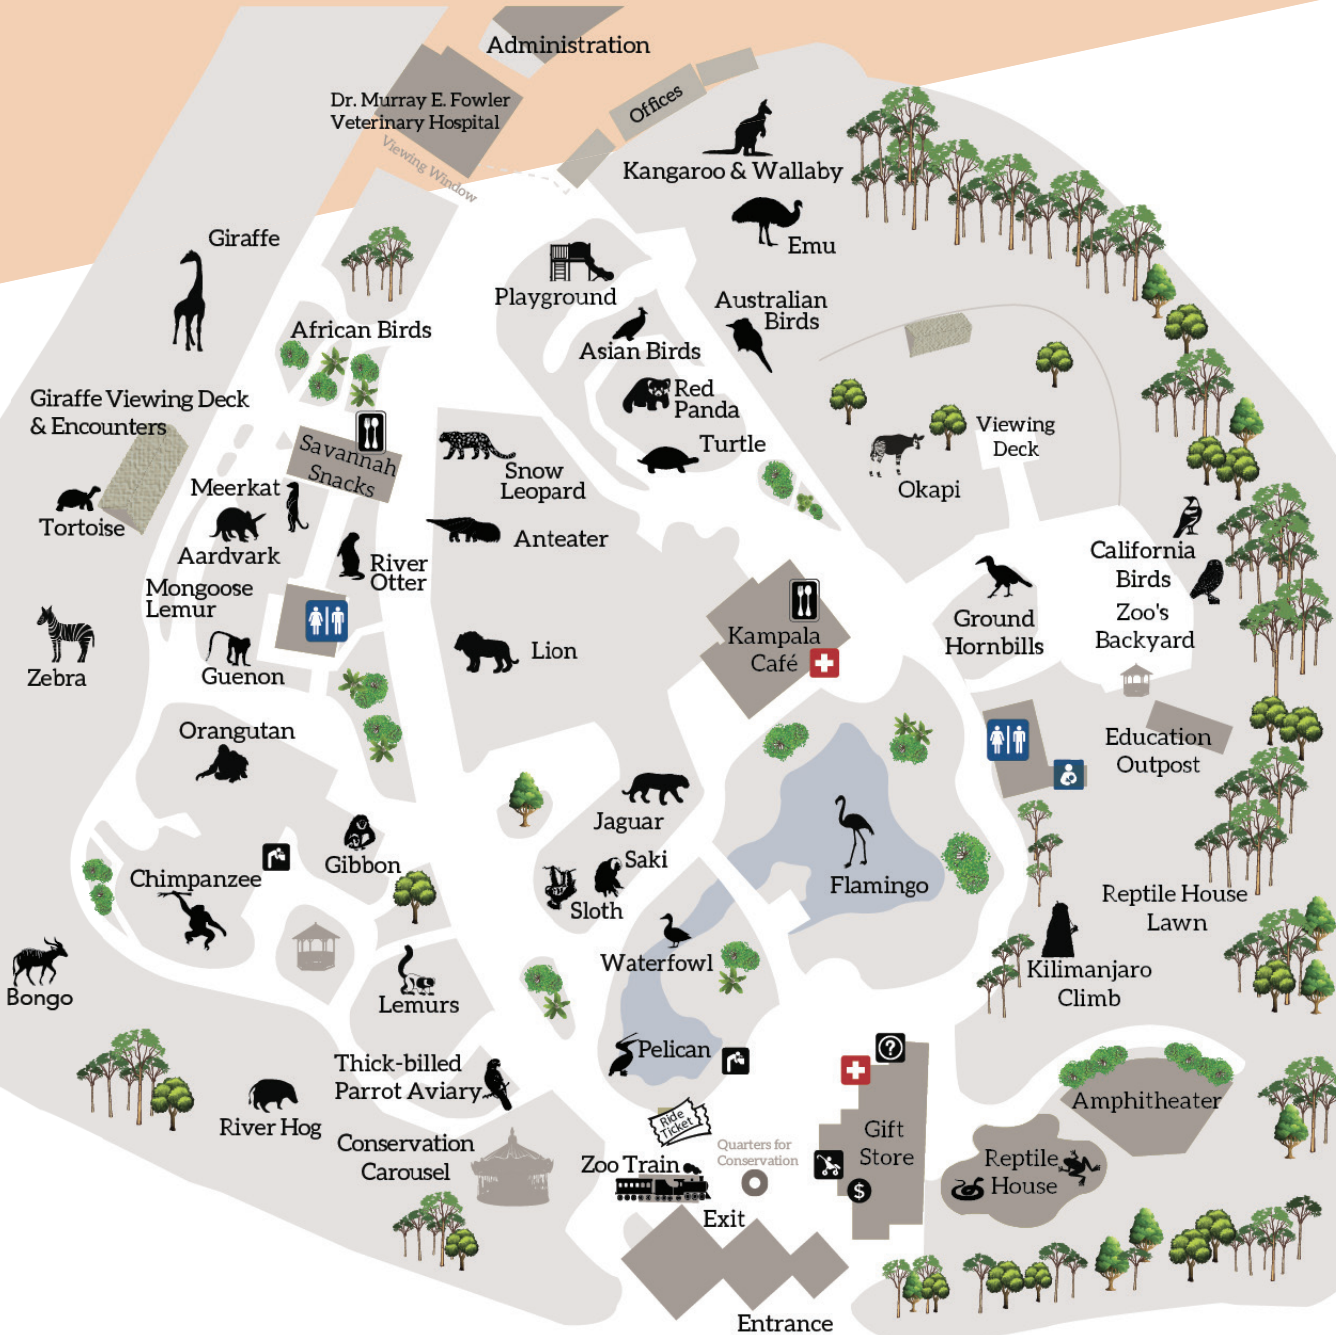 Administration
Dr. Murray E. Fowler
Veterinary Hospital
Viewing Window
Offices
Kangaroo & Wallaby
Emu
Giraffe
Playground
Australian
Birds
African Birds
Asian Birds
Red
Panda
Giraffe Viewing Deck
& Encounters
Savannah
Snacks
Turtle
Viewing
Deck
Snow
Leopard
Okapi
Meerkat
Tortoise
Aardvark
Anteater
River
Otter
California
Birds
Mongoose
Lemur
Zoo's
Backyard
Ground
Hornbills
Kampala
Café
Lion
Zebra
Guenon
Orangutan
Education
Outpost
Jaguar
Saki
Gibbon
Chimpanzee
Flamingo
Sloth
Reptile House
Lawn
Waterfowl
Kilimanjaro
Climb
Bongo
Lemurs
Pelican
?
Thick-billed
Parrot Aviary
Amphitheater
River Hog
Ride
Ticket
Conservation
Carousel
Quarters for
Conservation
Gift
Store
Zoo Train
Reptile
House
$
Exit
Entrance